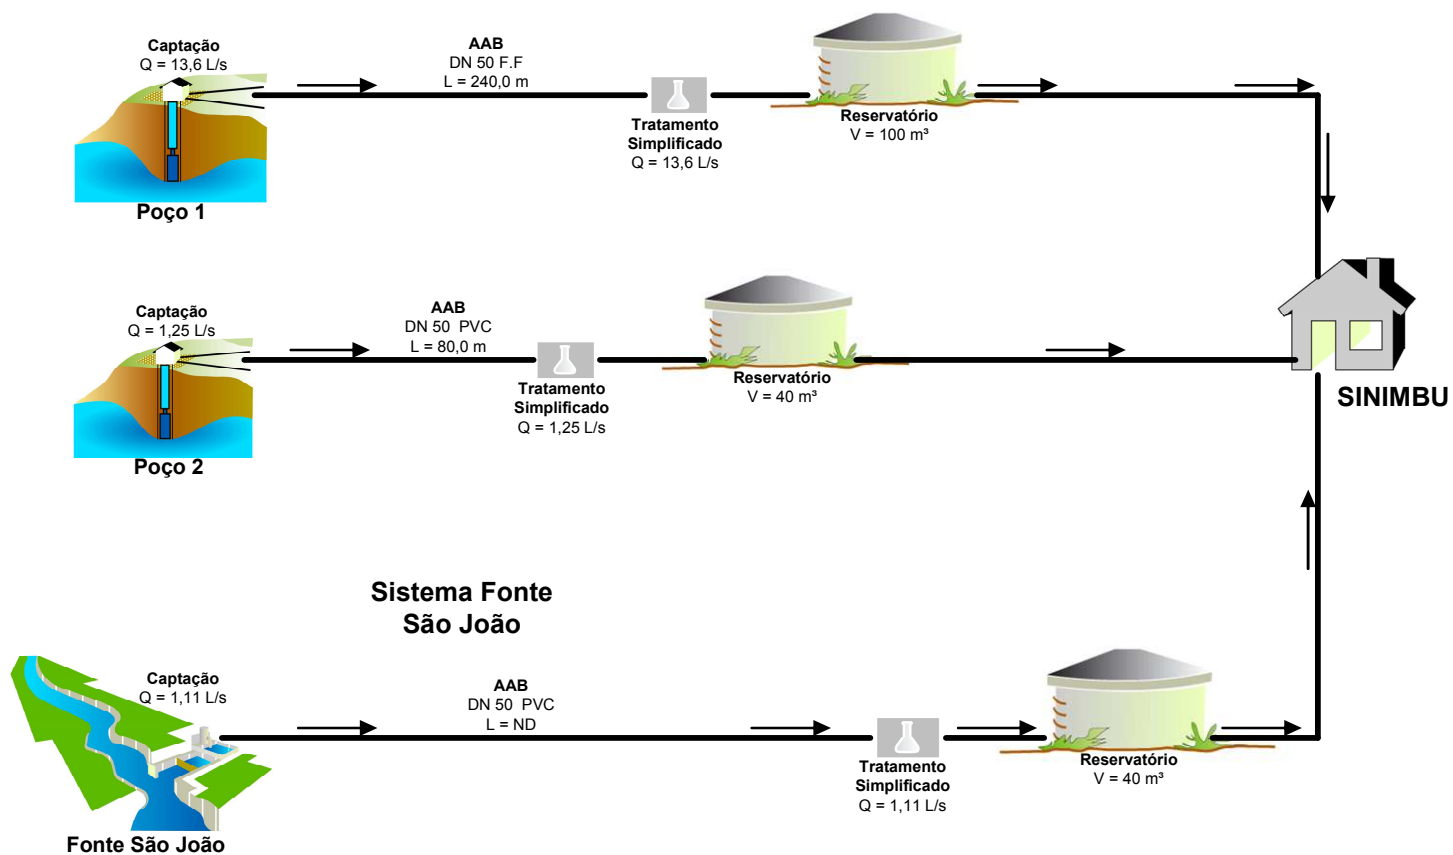 Captação
Q = 13,6 L/s
AAB
DN 50 F.F
L = 240,0 m
Tratamento
Simplificado
Q = 13,6 L/s
Reservatório
V = 100 m³
Poço 1
Captação
Q = 1,25 L/s
AAB
DN 50 PVC
L = 80,0 m
Tratamento
Simplificado
Q = 1,25 L/s
Reservatório
V = 40 m³
SINIMBU
Poço 2
Sistema Fonte
São João
Captação
Q = 1,11 L/s
AAB
DN 50 PVC
L = ND
Tratamento
Simplificado
Q = 1,11 L/s
Reservatório
V = 40 m³
Fonte São João